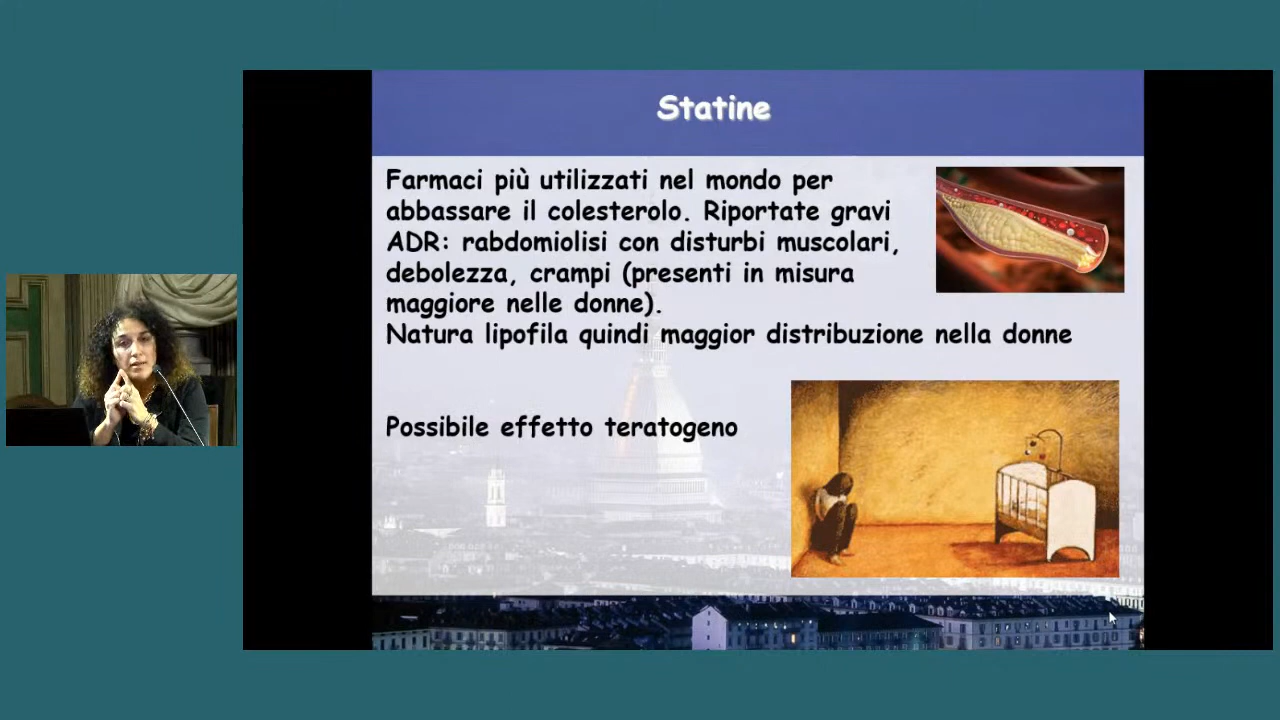 Statine
Farmaci più utilizzati nel mondo per
abbassare il colesterolo. Riportate gravi
ADR: rabdomiolisi con disturbi muscolari,
debolezza, crampi (presenti in misura
maggiore nelle donne).
Natura lipofila quindi maggior distribuzione nella donne
Possibile effetto teratogeno